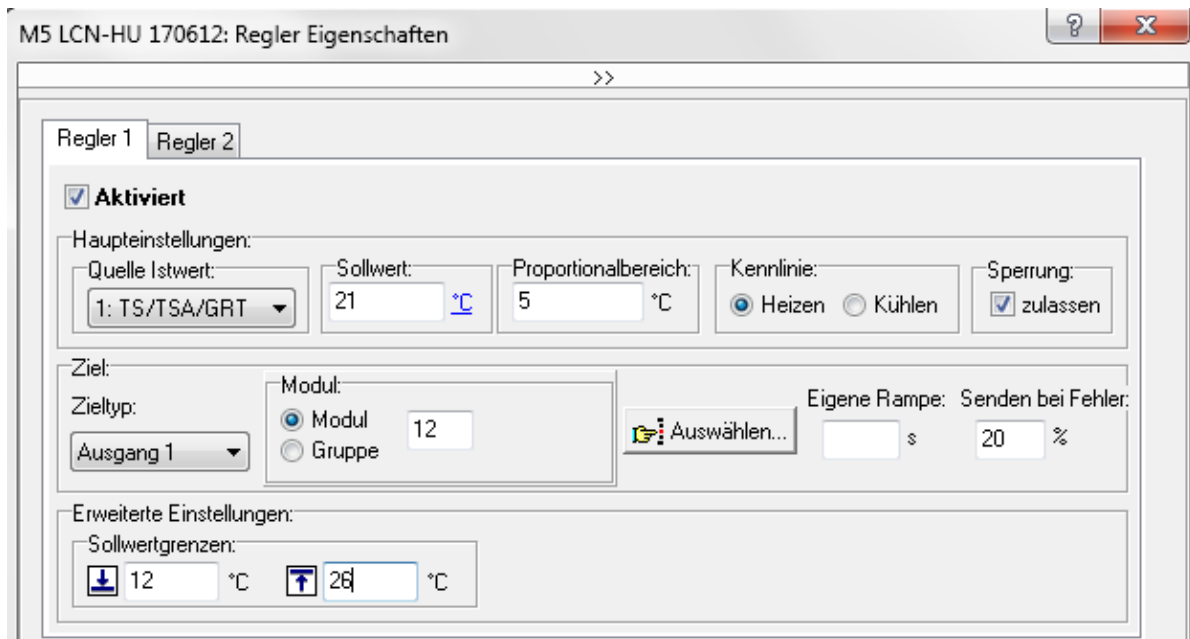 M5 LCN-HU 170612: Regler Eigenschaften
?
X
>>
Regler 1 Regler 2
Aktiviert
Haupteinstellungen:
Quelle Istwert: Sollwert: Proportionalbereich: Kennlinie: Sperrung:
1: TS/TSA/GRT 21 °C 5 °C Heizen Kühlen zulassen
Ziel:
Zieltyp: Modul: Eigene Rampe: Senden bei Fehler:
Ausgang 1 Modul 12 Auswählen... s 20 %
Gruppe
Erweiterte Einstellungen:
Sollwertgrenzen:
12 °C 26 °C